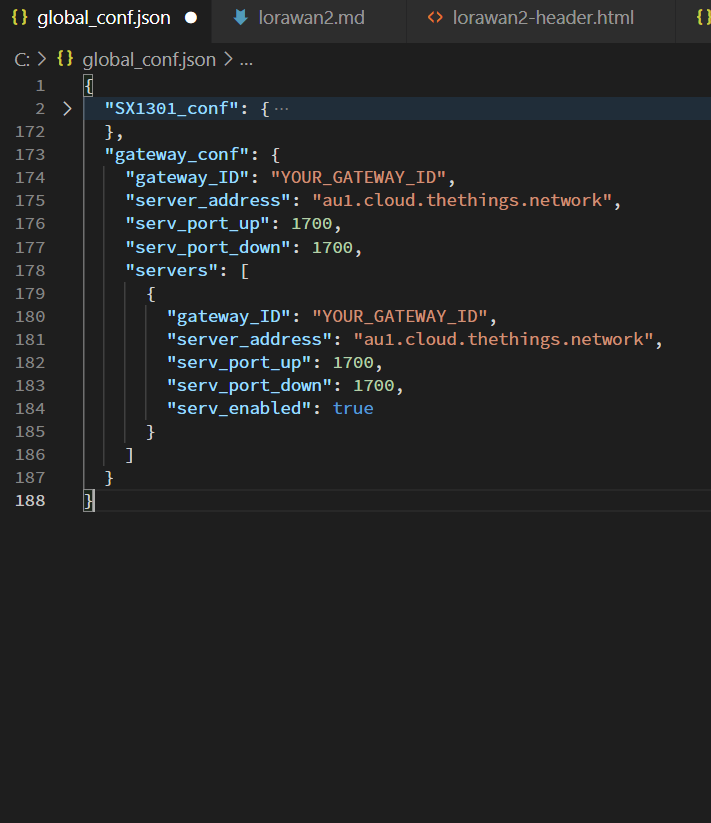 {} global_conf.json lorawan2.md <> lorawan2-header.html {}
C: > {} global_conf.json > ...
1 {
2 > "SX1301_conf": { ...
172 },
173 "gateway_conf": {
174 "gateway_ID": "YOUR_GATEWAY_ID",
175 "server_address": "au1.cloud.thethings.network",
176 "serv_port_up": 1700,
177 "serv_port_down": 1700,
178 "servers": [
179 {
180 "gateway_ID": "YOUR_GATEWAY_ID",
181 "server_address": "au1.cloud.thethings.network",
182 "serv_port_up": 1700,
183 "serv_port_down": 1700,
184 "serv_enabled": true
185 }
186 ]
187 }
188 }